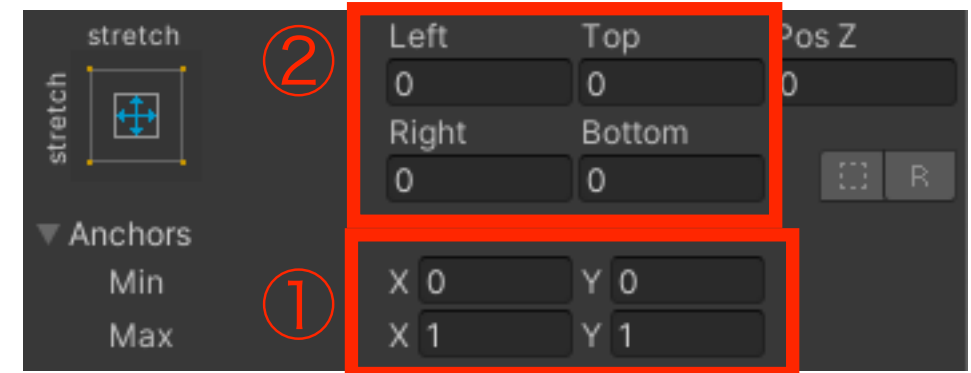 stretch
stretch
②
Left Top Pos Z
0 0 0
Right Bottom
0 0
R
Anchors
①
Min X 0 Y 0
Max X 1 Y 1